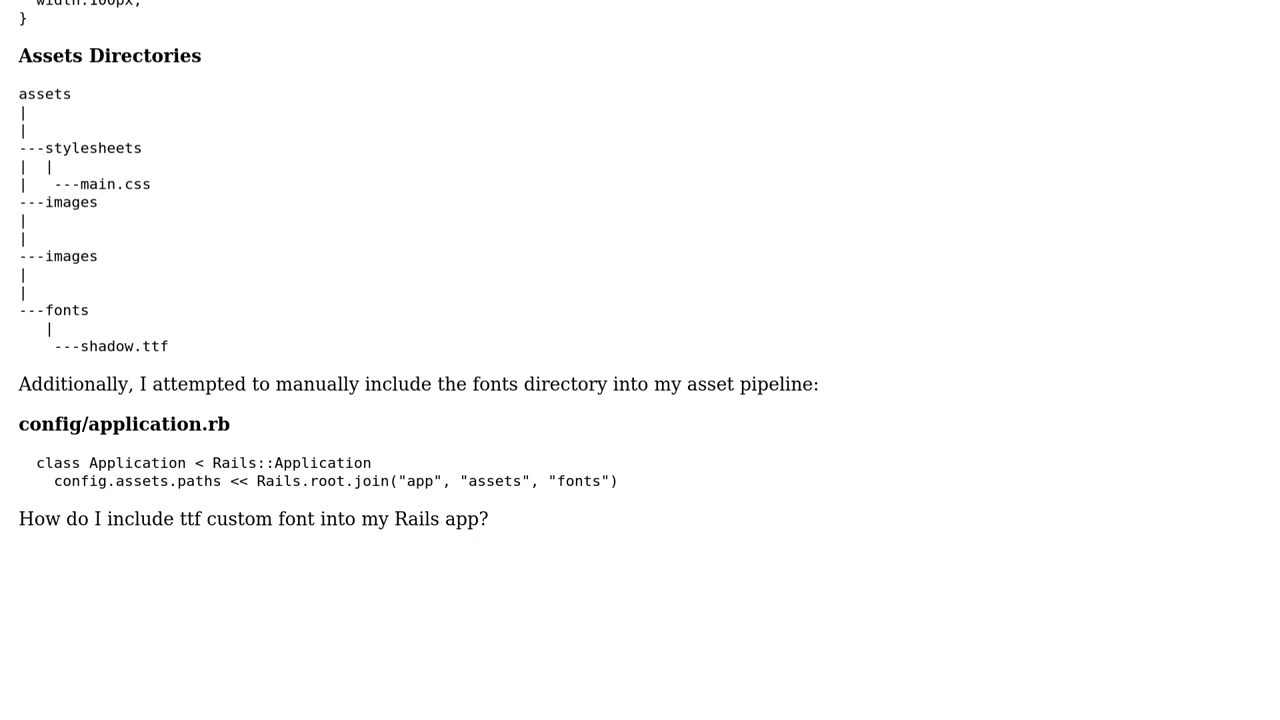 width:100px;
}
Assets Directories
assets
|
|
---stylesheets
|  |
|   ---main.css
---images
|
|
---images
|
|
---fonts
   |
    ---shadow.ttf
Additionally, I attempted to manually include the fonts directory into my asset pipeline:
config/application.rb
  class Application < Rails::Application
    config.assets.paths << Rails.root.join("app", "assets", "fonts")
How do I include ttf custom font into my Rails app?